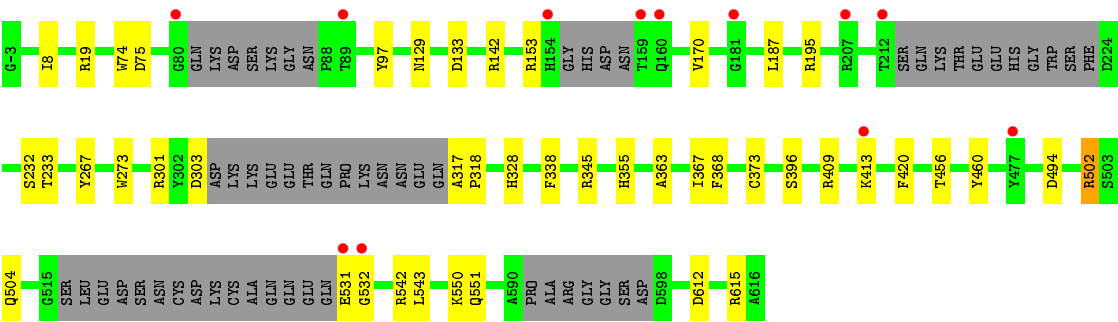 G-3 I8 R19 W74 D75 G80 GLN LYS ASP SER LYS GLY ASN P88 T89 Y97 N129 D133 R142 R153 H154 GLY HIS ASP ASN T159 Q160 V170 G181 L187 R195 R207 T212 SER GLN LYS THR GLU GLU HIS GLY TRP SER PHE D224
S232 T233 Y267 W273 R301 Y302 D303 ASP LYS LYS GLU GLU THR GLN PRO LYS ASN ASN GLU GLN A317 P318 H328 F338 R345 H355 A363 I367 F368 C373 S396 R409 K413 F420 T456 Y460 Y477 D494 R502 S503
Q504 G515 SER LEU GLU ASP SER ASN CYS ASP LYS CYS ALA GLN GLN GLU GLN E531 G532 R542 L543 K550 Q551 A590 PRO ALA ARG GLY GLY SER ASP D598 D612 R615 A616